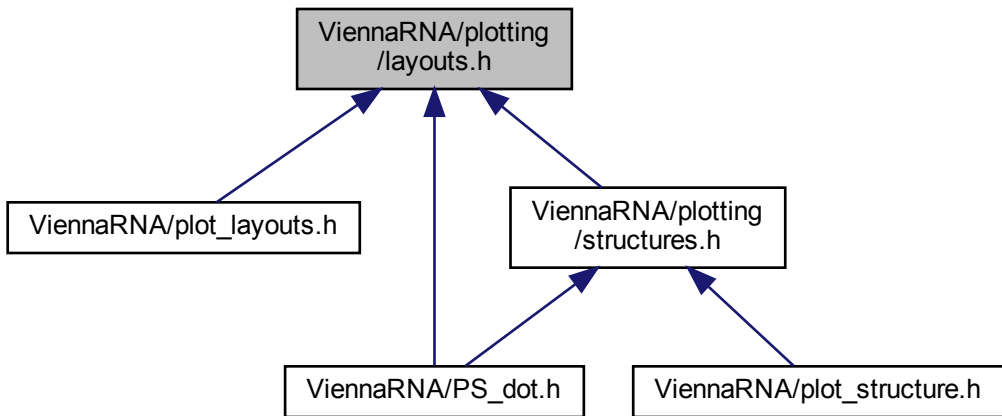 ViennaRNA/plotting
/layouts.h
ViennaRNA/plot_layouts.h
ViennaRNA/plotting
/structures.h
ViennaRNA/PS_dot.h
ViennaRNA/plot_structure.h